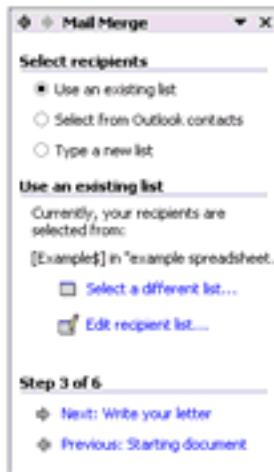 Mail Merge
Select recipients
Use an existing list
Select from Outlook contacts
Type a new list
Use an existing list
Currently, your recipients are
selected from:
[Example$] in "example spreadsheet.
Select a different list...
Edit recipient list...
Step 3 of 6
Next: Write your letter
Previous: Starting document